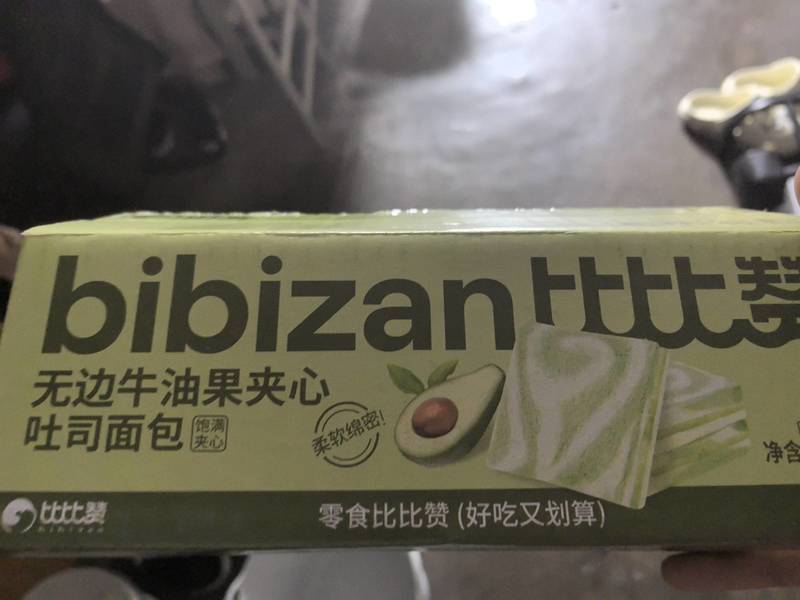 bibizan比比赞
无边牛油果夹心
吐司面包
饱满
夹心
柔软绵密!
净含
比比赞
bibizan
零食比比赞 (好吃又划算)